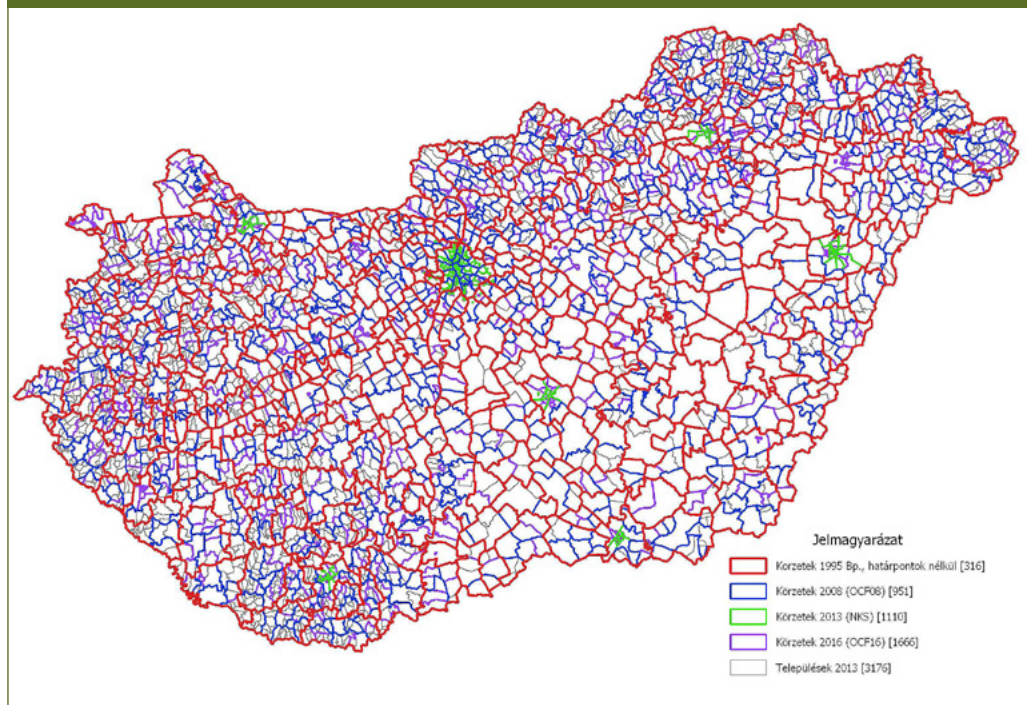 Jelmagyarázat
Körzetek 1995 Bp., határpontok nélkül [316]
Körzetek 2008 (OCF08) [951]
Körzetek 2013 (NKS) [1110]
Körzetek 2016 (OCF16) [1666]
Települések 2013 [3176]